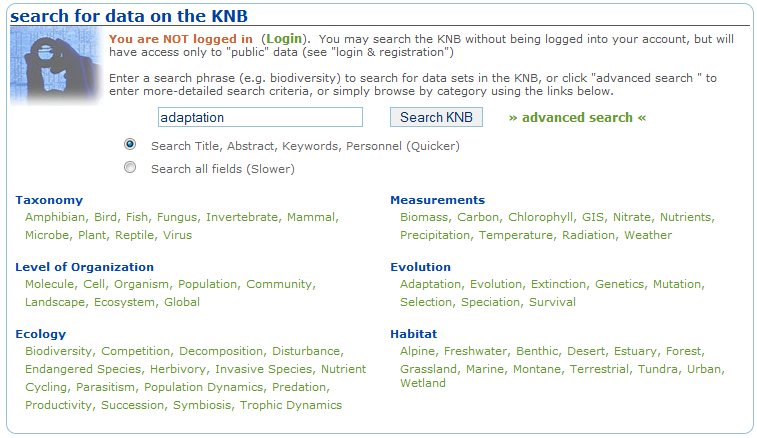 search for data on the KNB
You are NOT logged in (Login). You may search the KNB without being logged into your account, but will
have access only to "public" data (see "login & registration")
Enter a search phrase (e.g. biodiversity) to search for data sets in the KNB, or click "advanced search " to
enter more-detailed search criteria, or simply browse by category using the links below.
adaptation Search KNB » advanced search «
Search Title, Abstract, Keywords, Personnel (Quicker)
Search all fields (Slower)
Taxonomy
Amphibian, Bird, Fish, Fungus, Invertebrate, Mammal,
Microbe, Plant, Reptile, Virus
Measurements
Biomass, Carbon, Chlorophyll, GIS, Nitrate, Nutrients,
Precipitation, Temperature, Radiation, Weather
Level of Organization
Molecule, Cell, Organism, Population, Community,
Landscape, Ecosystem, Global
Evolution
Adaptation, Evolution, Extinction, Genetics, Mutation,
Selection, Speciation, Survival
Ecology
Biodiversity, Competition, Decomposition, Disturbance,
Endangered Species, Herbivory, Invasive Species, Nutrient
Cycling, Parasitism, Population Dynamics, Predation,
Productivity, Succession, Symbiosis, Trophic Dynamics
Habitat
Alpine, Freshwater, Benthic, Desert, Estuary, Forest,
Grassland, Marine, Montane, Terrestrial, Tundra, Urban,
Wetland